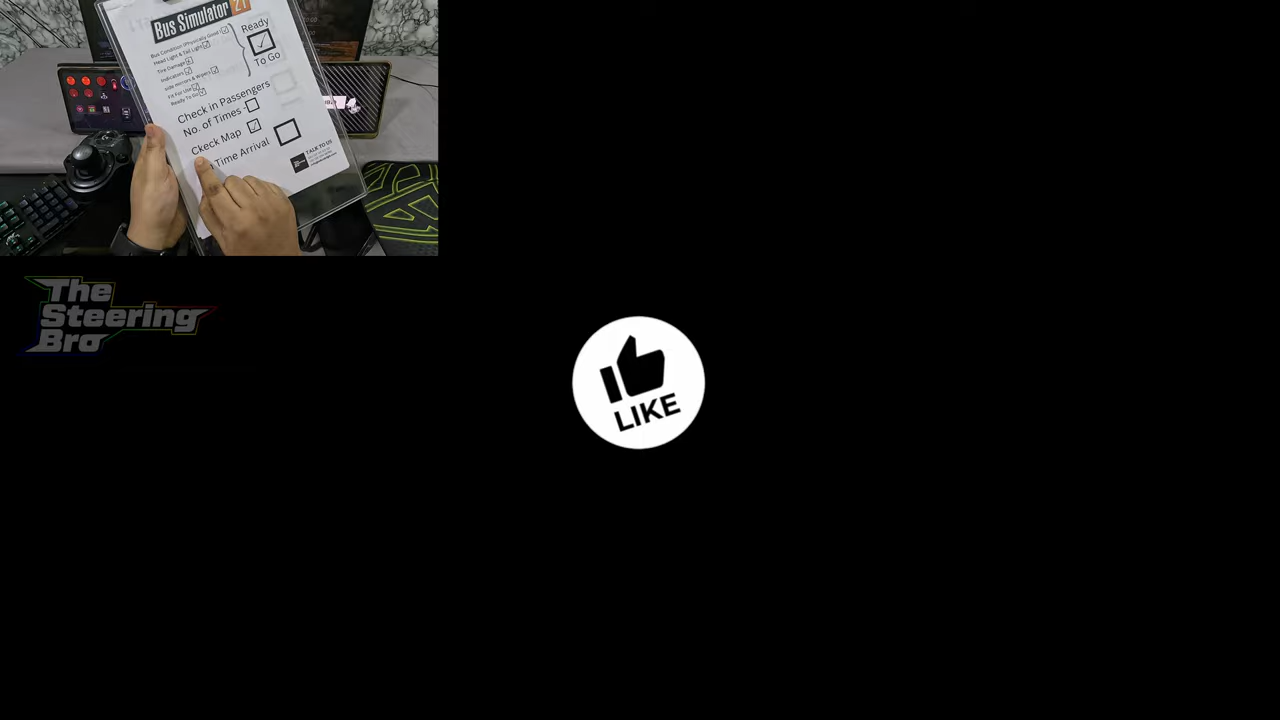 Bus Simulator 21
Bus Condition (Physically Good)
Head Light & Tail Light
Tire Damage
Indicators
side mirrors & Wipers
Fit For Use
Ready To Go
Ready
To Go
Check in Passengers
No. of Times -
Ckeck Map
Time Arrival
TALK TO US
The
Steering
Bro
LIKE